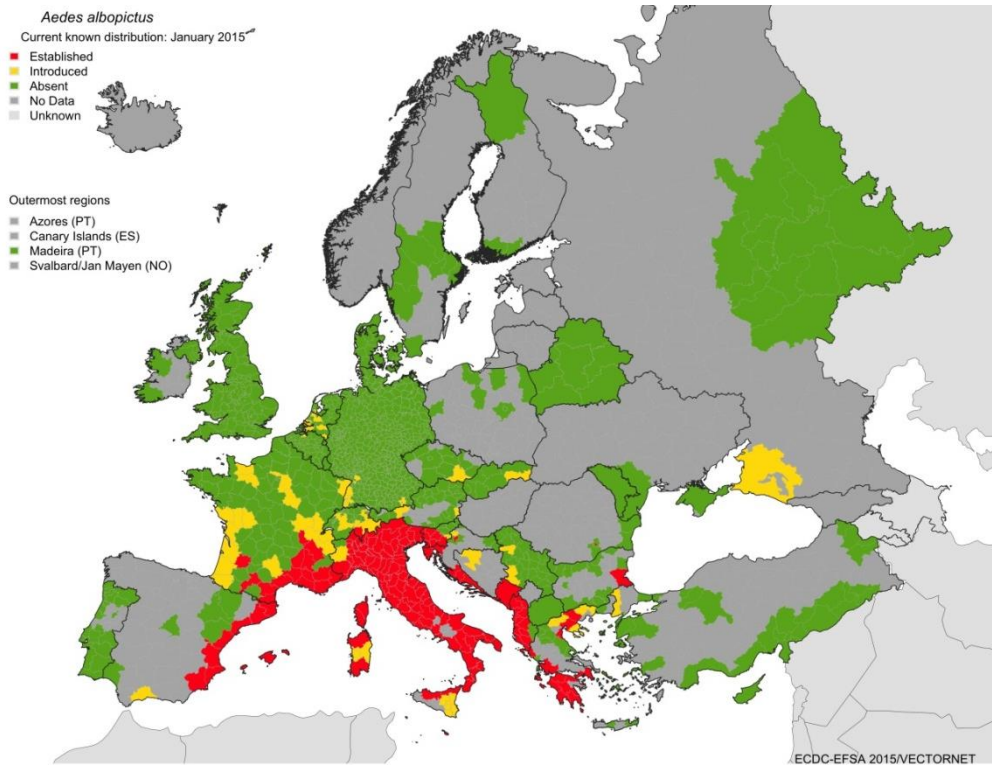 Aedes albopictus
Current known distribution: January 2015
Established
Introduced
Absent
No Data
Unknown
Outermost regions
Azores (PT)
Canary Islands (ES)
Madeira (PT)
Svalbard/Jan Mayen (NO)
ECDC-EFSA 2015/VECTORNET